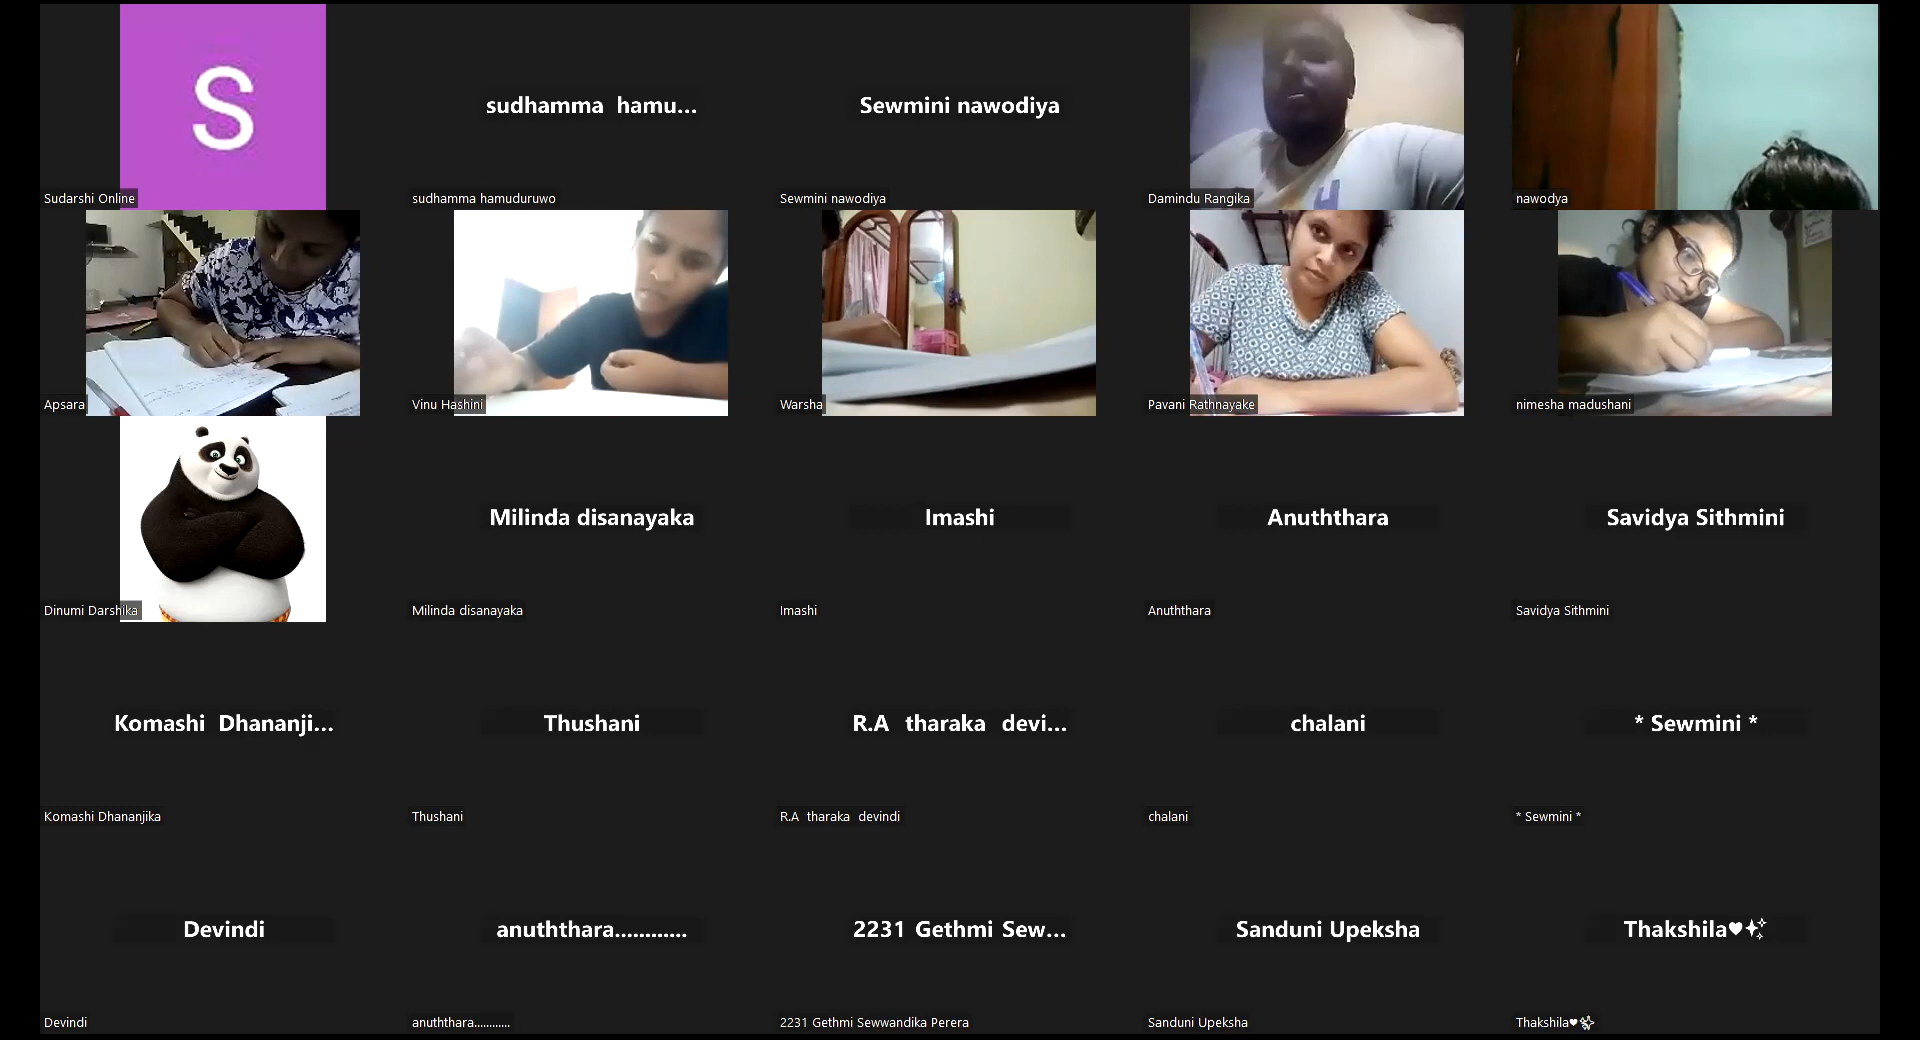 S
sudhamma hamu...
Sewmini nawodiya
Sudarshi Online
sudhamma hamuduruwo
Sewmini nawodiya
Damindu Rangika
nawodya
Apsara
Vinu Hashini
Warsha
Pavani Rathnayake
nimesha madushani
Milinda disanayaka
Imashi
Anuththara
Savidya Sithmini
Dinumi Darshika
Milinda disanayaka
Imashi
Anuththara
Savidya Sithmini
Komashi Dhananji...
Thushani
R.A tharaka devi...
chalani
* Sewmini *
Komashi Dhananjika
Thushani
R.A tharaka devindi
chalani
* Sewmini *
Devindi
anuththara............
2231 Gethmi Sew...
Sanduni Upeksha
Thakshila♥✨
Devindi
anuththara............
2231 Gethmi Sewwandika Perera
Sanduni Upeksha
Thakshila♥✨